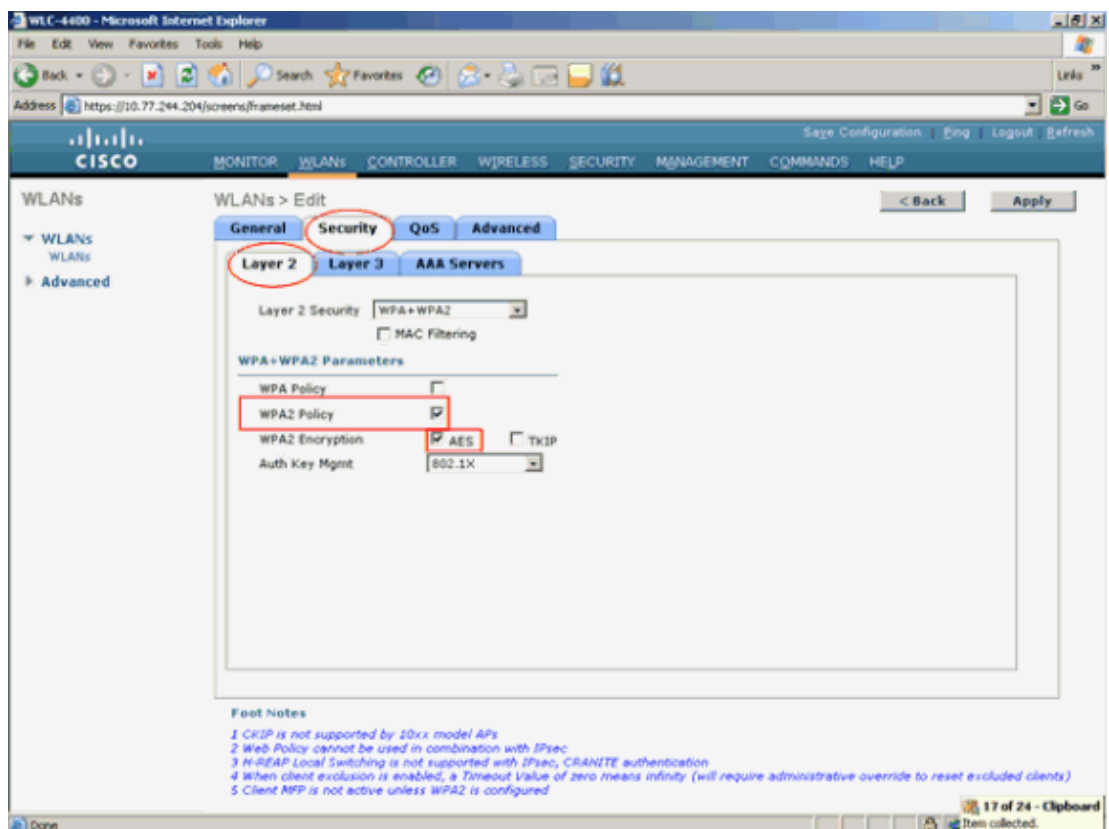 WLC-4400 - Microsoft Internet Explorer
File Edit View Favorites Tools Help
Back Search Favorites Links
Address https://10.77.244.204/screens/frameset.html Go
Save Configuration | Ping | Logout | Refresh
CISCO MONITOR WLANs CONTROLLER WIRELESS SECURITY MANAGEMENT COMMANDS HELP
WLANs
WLANs
WLANs
Advanced
WLANs > Edit
< Back Apply
General Security QoS Advanced
Layer 2 Layer 3 AAA Servers
Layer 2 Security WPA+WPA2
MAC Filtering
WPA+WPA2 Parameters
WPA Policy
WPA2 Policy
WPA2 Encryption AES TKIP
Auth Key Mgmt 802.1X
Foot Notes
1 CKIP is not supported by 10xx model APs
2 Web Policy cannot be used in combination with IPsec
3 H-REAP Local Switching is not supported with IPsec, CRANITE authentication
4 When client exclusion is enabled, a Timeout Value of zero means infinity (will require administrative override to reset excluded clients)
5 Client MFP is not active unless WPA2 is configured
17 of 24 - Clipboard
Item collected.
Done